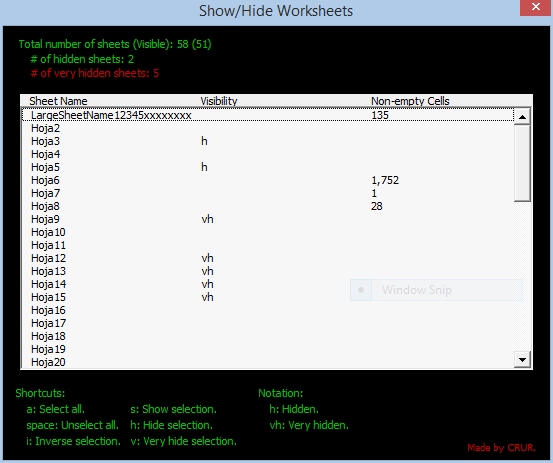 Show/Hide Worksheets
Total number of sheets (Visible): 58 (51)
# of hidden sheets: 2
# of very hidden sheets: 5
Sheet Name Visibility Non-empty Cells
LargeSheetName12345xxxxxxxx 135
Hoja2
Hoja3 h
Hoja4
Hoja5 h
Hoja6 1,752
Hoja7 1
Hoja8 28
Hoja9 vh
Hoja10
Hoja11
Hoja12 vh
Hoja13 vh
Hoja14 vh
Hoja15 vh
Window Snip
Hoja16
Hoja17
Hoja18
Hoja19
Hoja20
Shortcuts: Notation:
a: Select all. s: Show selection. h: Hidden.
space: Unselect all. h: Hide selection. vh: Very hidden.
i: Inverse selection. v: Very hide selection.
Made by CRUR.